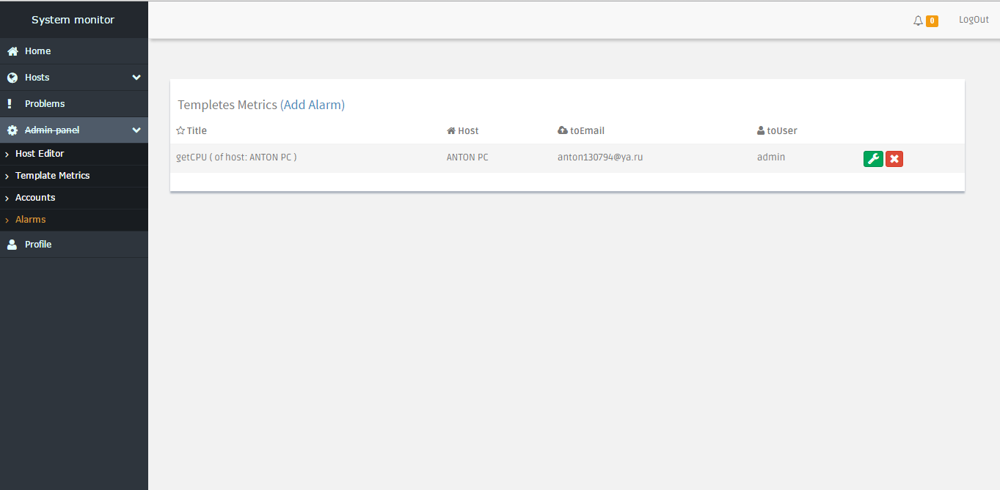 System monitor
0
LogOut
Home
Hosts
Problems
Admin panel
Host Editor
Template Metrics
Accounts
Alarms
Profile
Templetes Metrics (Add Alarm)
Title Host toEmail toUser
getCPU ( of host: ANTON PC ) ANTON PC anton130794@ya.ru admin